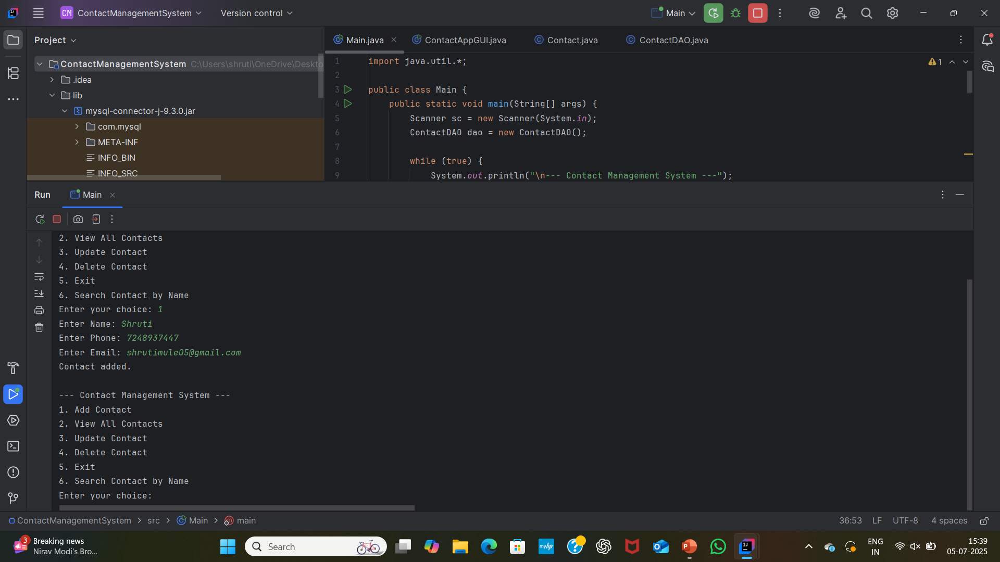 CM ContactManagementSystem Version control Main
Project
Main.java ContactAppGUI.java Contact.java ContactDAO.java
ContactManagementSystem C:\Users\shruti\OneDrive\Deskto
.idea
lib
mysql-connector-j-9.3.0.jar
com.mysql
META-INF
INFO_BIN
INFO_SRC
1 import java.util.*;
2
3 public class Main {
4 public static void main(String[] args) {
5 Scanner sc = new Scanner(System.in);
6 ContactDAO dao = new ContactDAO();
7
8 while (true) {
9 System.out.println("\n--- Contact Management System ---");
1
Run Main
2. View All Contacts
3. Update Contact
4. Delete Contact
5. Exit
6. Search Contact by Name
Enter your choice: 1
Enter Name: Shruti
Enter Phone: 7248937447
Enter Email: shrutimule05@gmail.com
Contact added.
--- Contact Management System ---
1. Add Contact
2. View All Contacts
3. Update Contact
4. Delete Contact
5. Exit
6. Search Contact by Name
Enter your choice:
ContactManagementSystem > src > Main > main 36:53 LF UTF-8 4 spaces
3 Breaking news
Nirav Modi's Bro...
Search
myhp
ENG
IN
15:39
05-07-2025